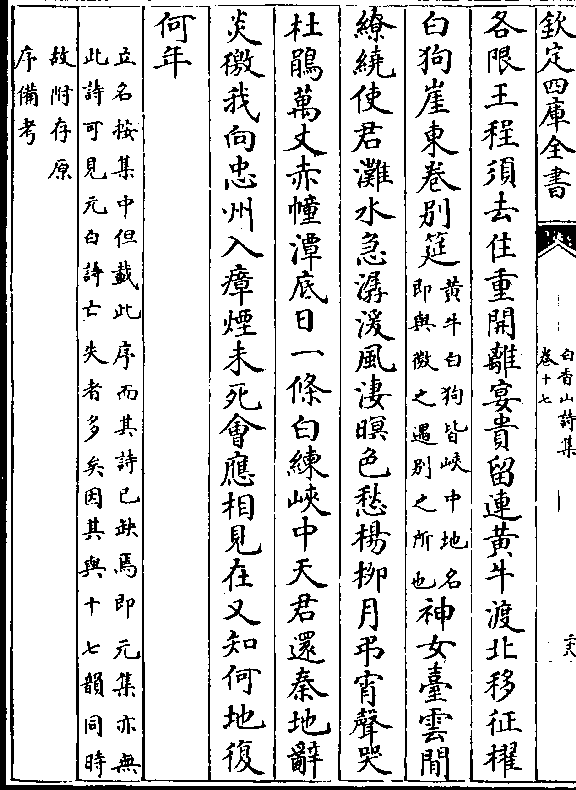 欽定四庫全書
白香山詩集
卷十七
各限王程須去住重開離宴貴留連黄牛渡北移征櫂
白狗崖東卷别筵
黄牛白狗皆峽中地名
即與微之遇别之所也
神女臺雲閒
繚繞使君灘水急潺湲風凄暝色愁楊柳月弔宵聲哭
杜鵑萬丈赤幢潭底日一條白練峽中天君還秦地辭
炎徼我向忠州入瘴煙未死會應相見在又知何地復
何年
立名按集中但載此序而其詩已缺焉即元集亦無
此詩可見元白詩亡失者多矣因其與十七韻同時
故附存原
序備考